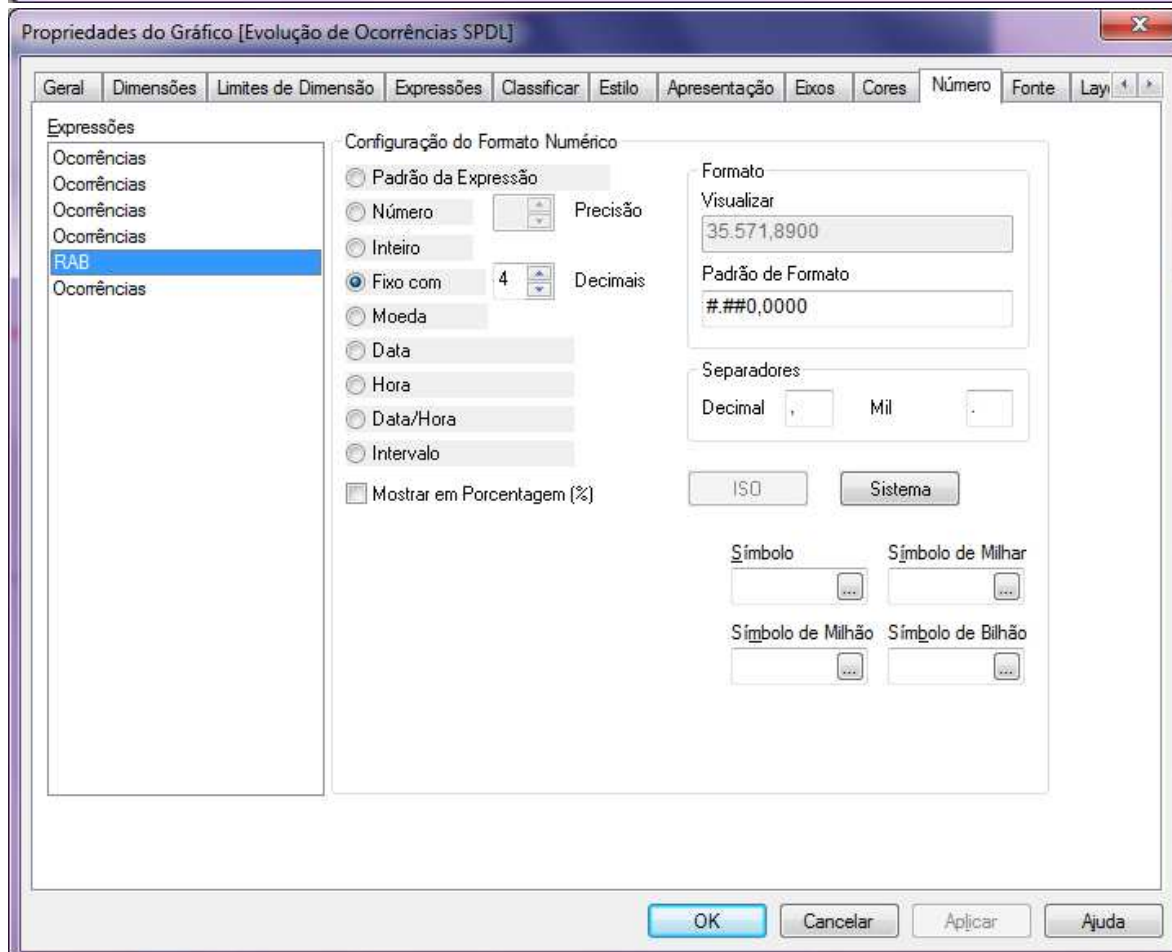 Propriedades do Gráfico [Evolução de Ocorrências SPDL]
Geral Dimensões Limites de Dimensão Expressões Classificar Estilo Apresentação Eixos Cores Número Fonte Lay
Expressões
Ocorrências
Ocorrências
Ocorrências
Ocorrências
RAB
Ocorrências
Configuração do Formato Numérico
Padrão da Expressão
Número Precisão
Inteiro
Fixo com 4 Decimais
Moeda
Data
Hora
Data/Hora
Intervalo
Mostrar em Porcentagem (%)
Formato
Visualizar
35.571,8900
Padrão de Formato
#.##0,0000
Separadores
Decimal , Mil .
ISO Sistema
Símbolo Símbolo de Milhar
... ...
Símbolo de Milhão Símbolo de Bilhão
... ...
OK Cancelar Aplicar Ajuda